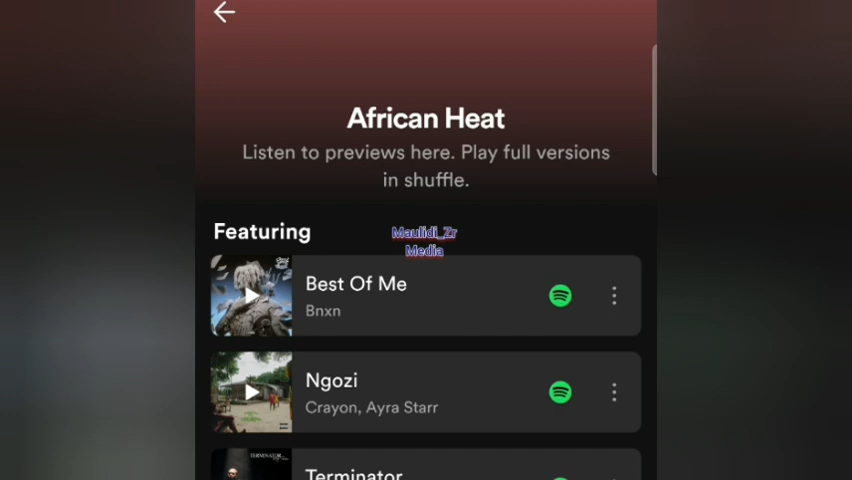 African Heat
Listen to previews here. Play full versions
in shuffle.
Featuring
Maulidi_Zr
Media
Best Of Me
Bnxn
Ngozi
Crayon, Ayra Starr
TERMINATOR
Terminator